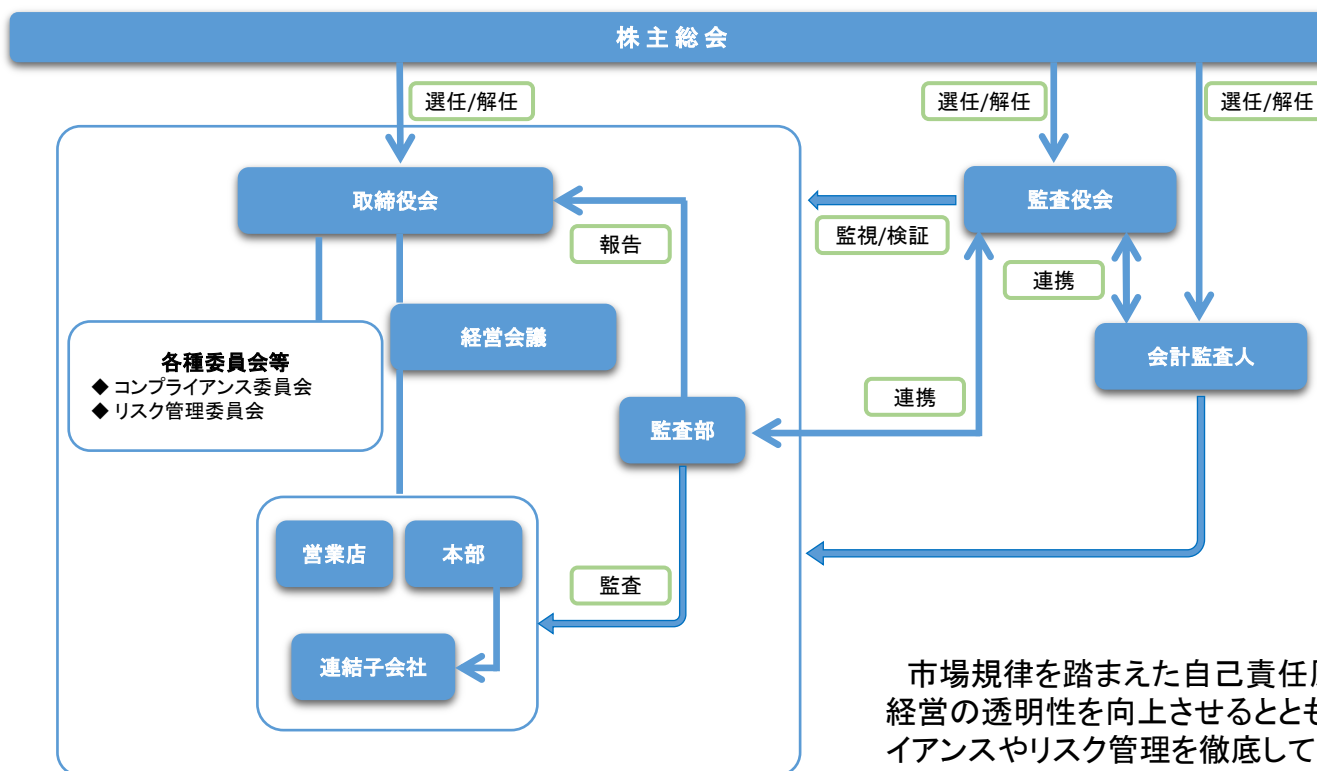 株主総会
選任/解任
選任/解任
選任/解任
取締役会
監査役会
報告
監視/検証
連携
経営会議
会計監査人
各種委員会等
◆ コンプライアンス委員会
◆ リスク管理委員会
連携
監査部
営業店
本部
監査
連結子会社
市場規律を踏まえた自己責任
経営の透明性を向上させるととも
イアンスやリスク管理を徹底して